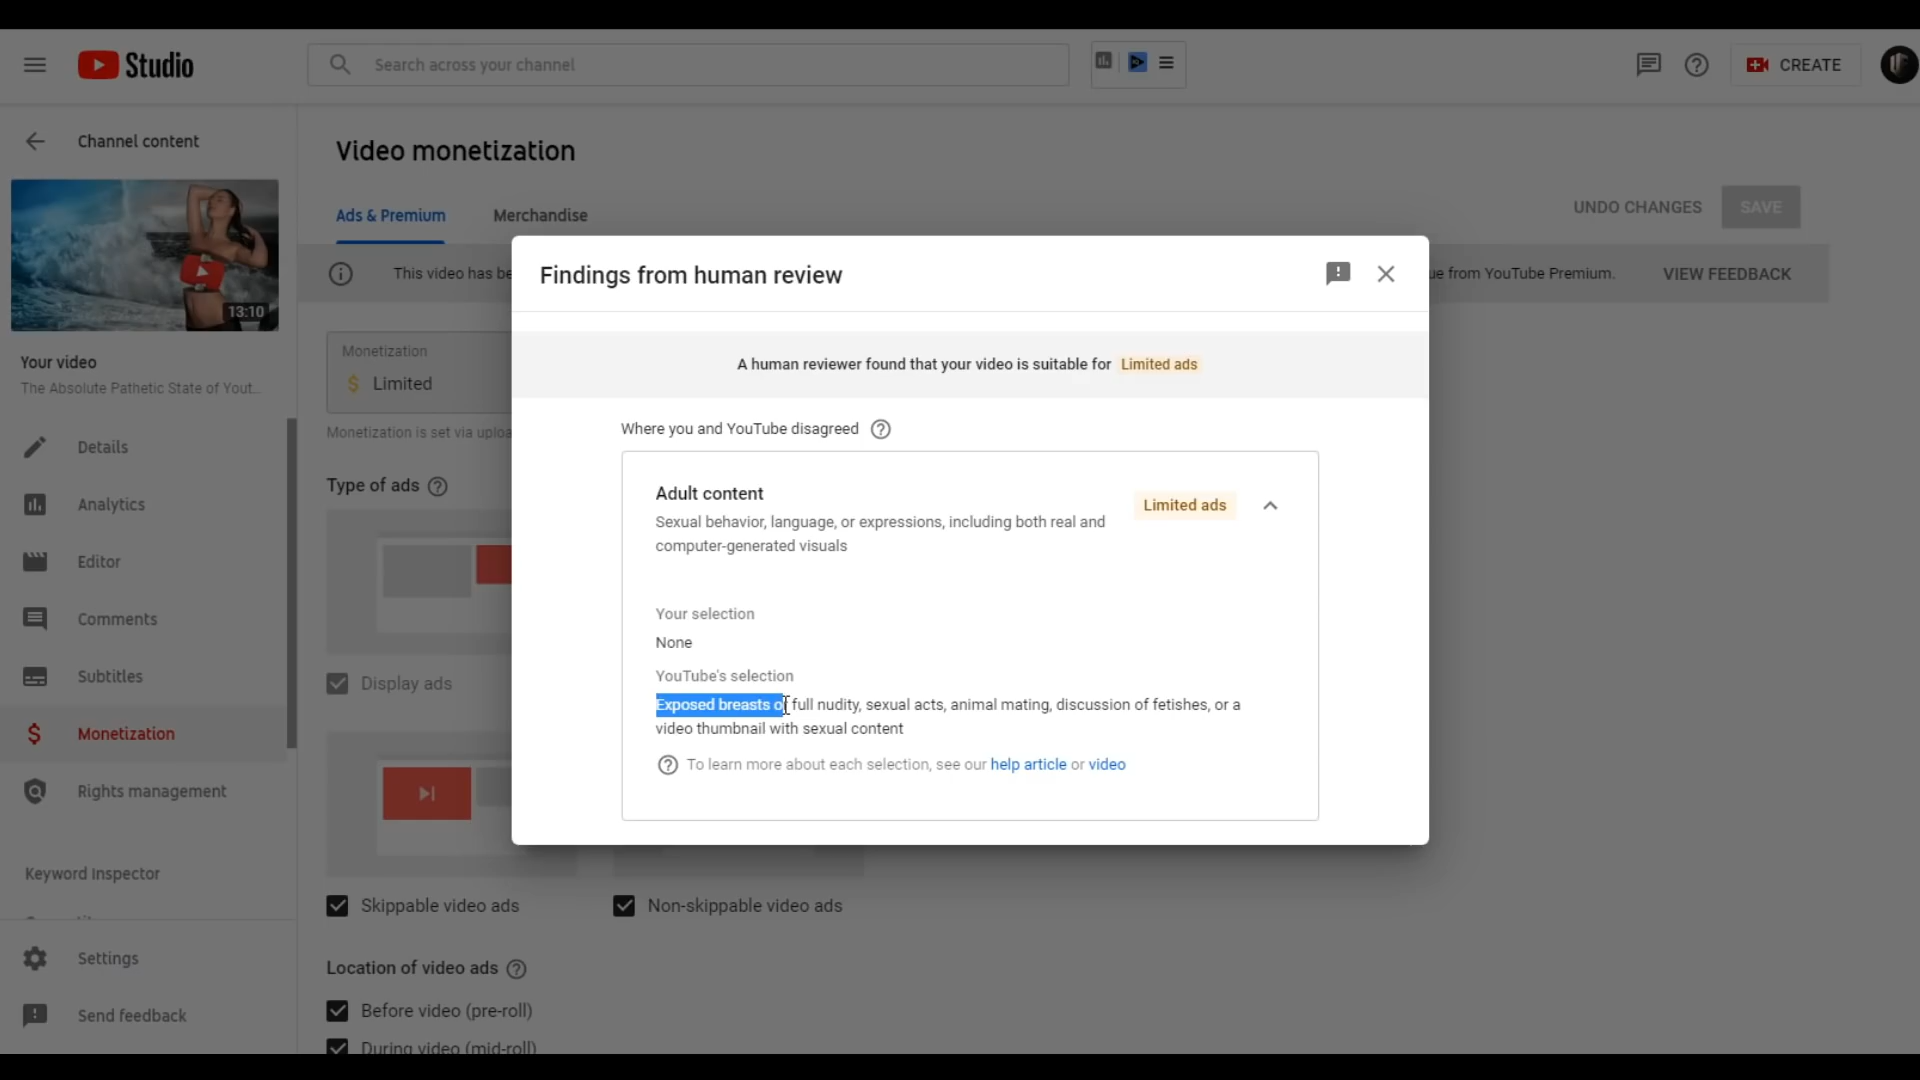 Studio
Search across your channel
CREATE
Channel content
13:10
Your video
The Absolute Pathetic State of Yout...
Details
Analytics
Editor
Comments
Subtitles
Monetization
Rights management
Keyword Inspector
Settings
Send feedback
Video monetization
Ads & Premium
Merchandise
UNDO CHANGES
SAVE
This video has be
ue from YouTube Premium.
VIEW FEEDBACK
Monetization
$ Limited
Monetization is set via uploa
Type of ads
Display ads
Skippable video ads
Non-skippable video ads
Location of video ads
Before video (pre-roll)
During video (mid-roll)
Findings from human review
A human reviewer found that your video is suitable for Limited ads
Where you and YouTube disagreed
Adult content
Limited ads
Sexual behavior, language, or expressions, including both real and
computer-generated visuals
Your selection
None
YouTube's selection
Exposed breasts or full nudity, sexual acts, animal mating, discussion of fetishes, or a
video thumbnail with sexual content
To learn more about each selection, see our help article or video